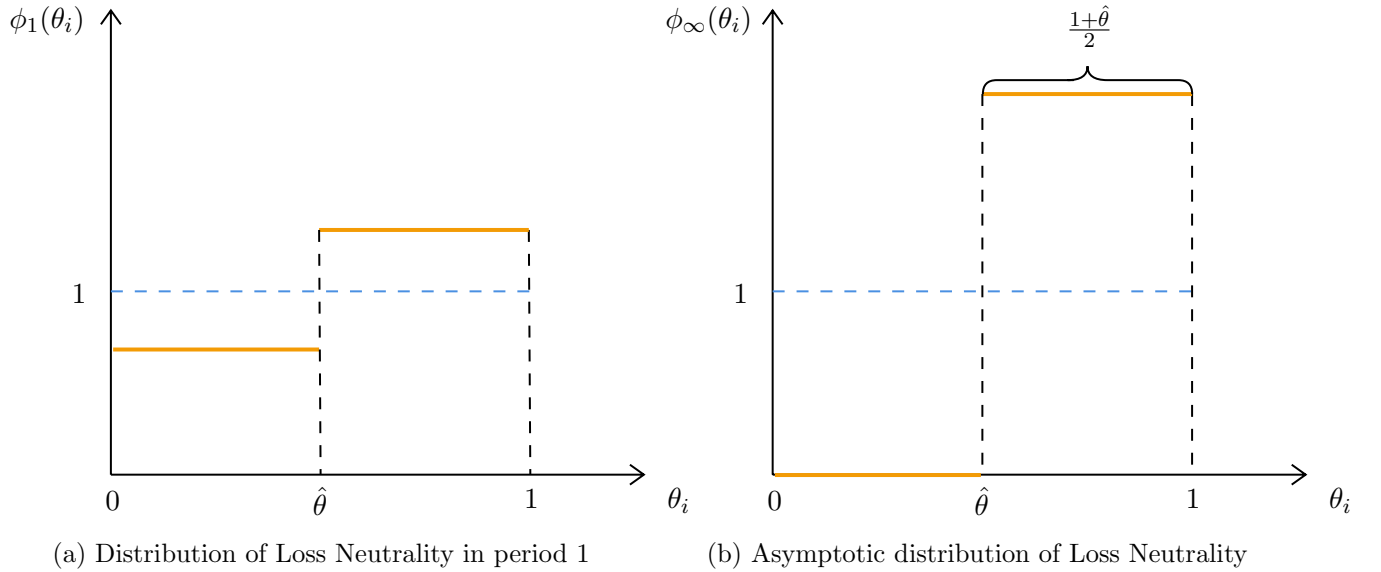 ϕ₁(θᵢ)
1
0
θ̂
1
θᵢ
(a) Distribution of Loss Neutrality in period 1
ϕ∞(θᵢ)
(1+θ̂)/2
1
0
θ̂
1
θᵢ
(b) Asymptotic distribution of Loss Neutrality